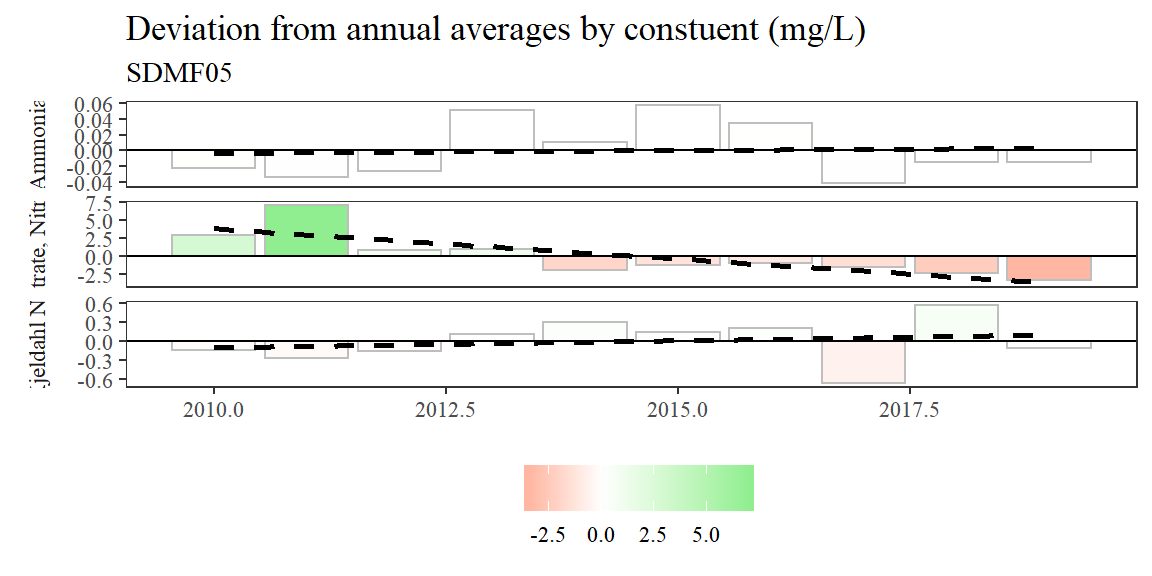 Deviation from annual averages by constuent (mg/L)
SDMF05
Ammonia
0.06
0.04
0.02
0.00
-0.02
-0.04
trate, Nit
7.5
5.0
2.5
0.0
-2.5
jeldahl N
0.6
0.3
0.0
-0.3
-0.6
2010.0 2012.5 2015.0 2017.5
-2.5 0.0 2.5 5.0